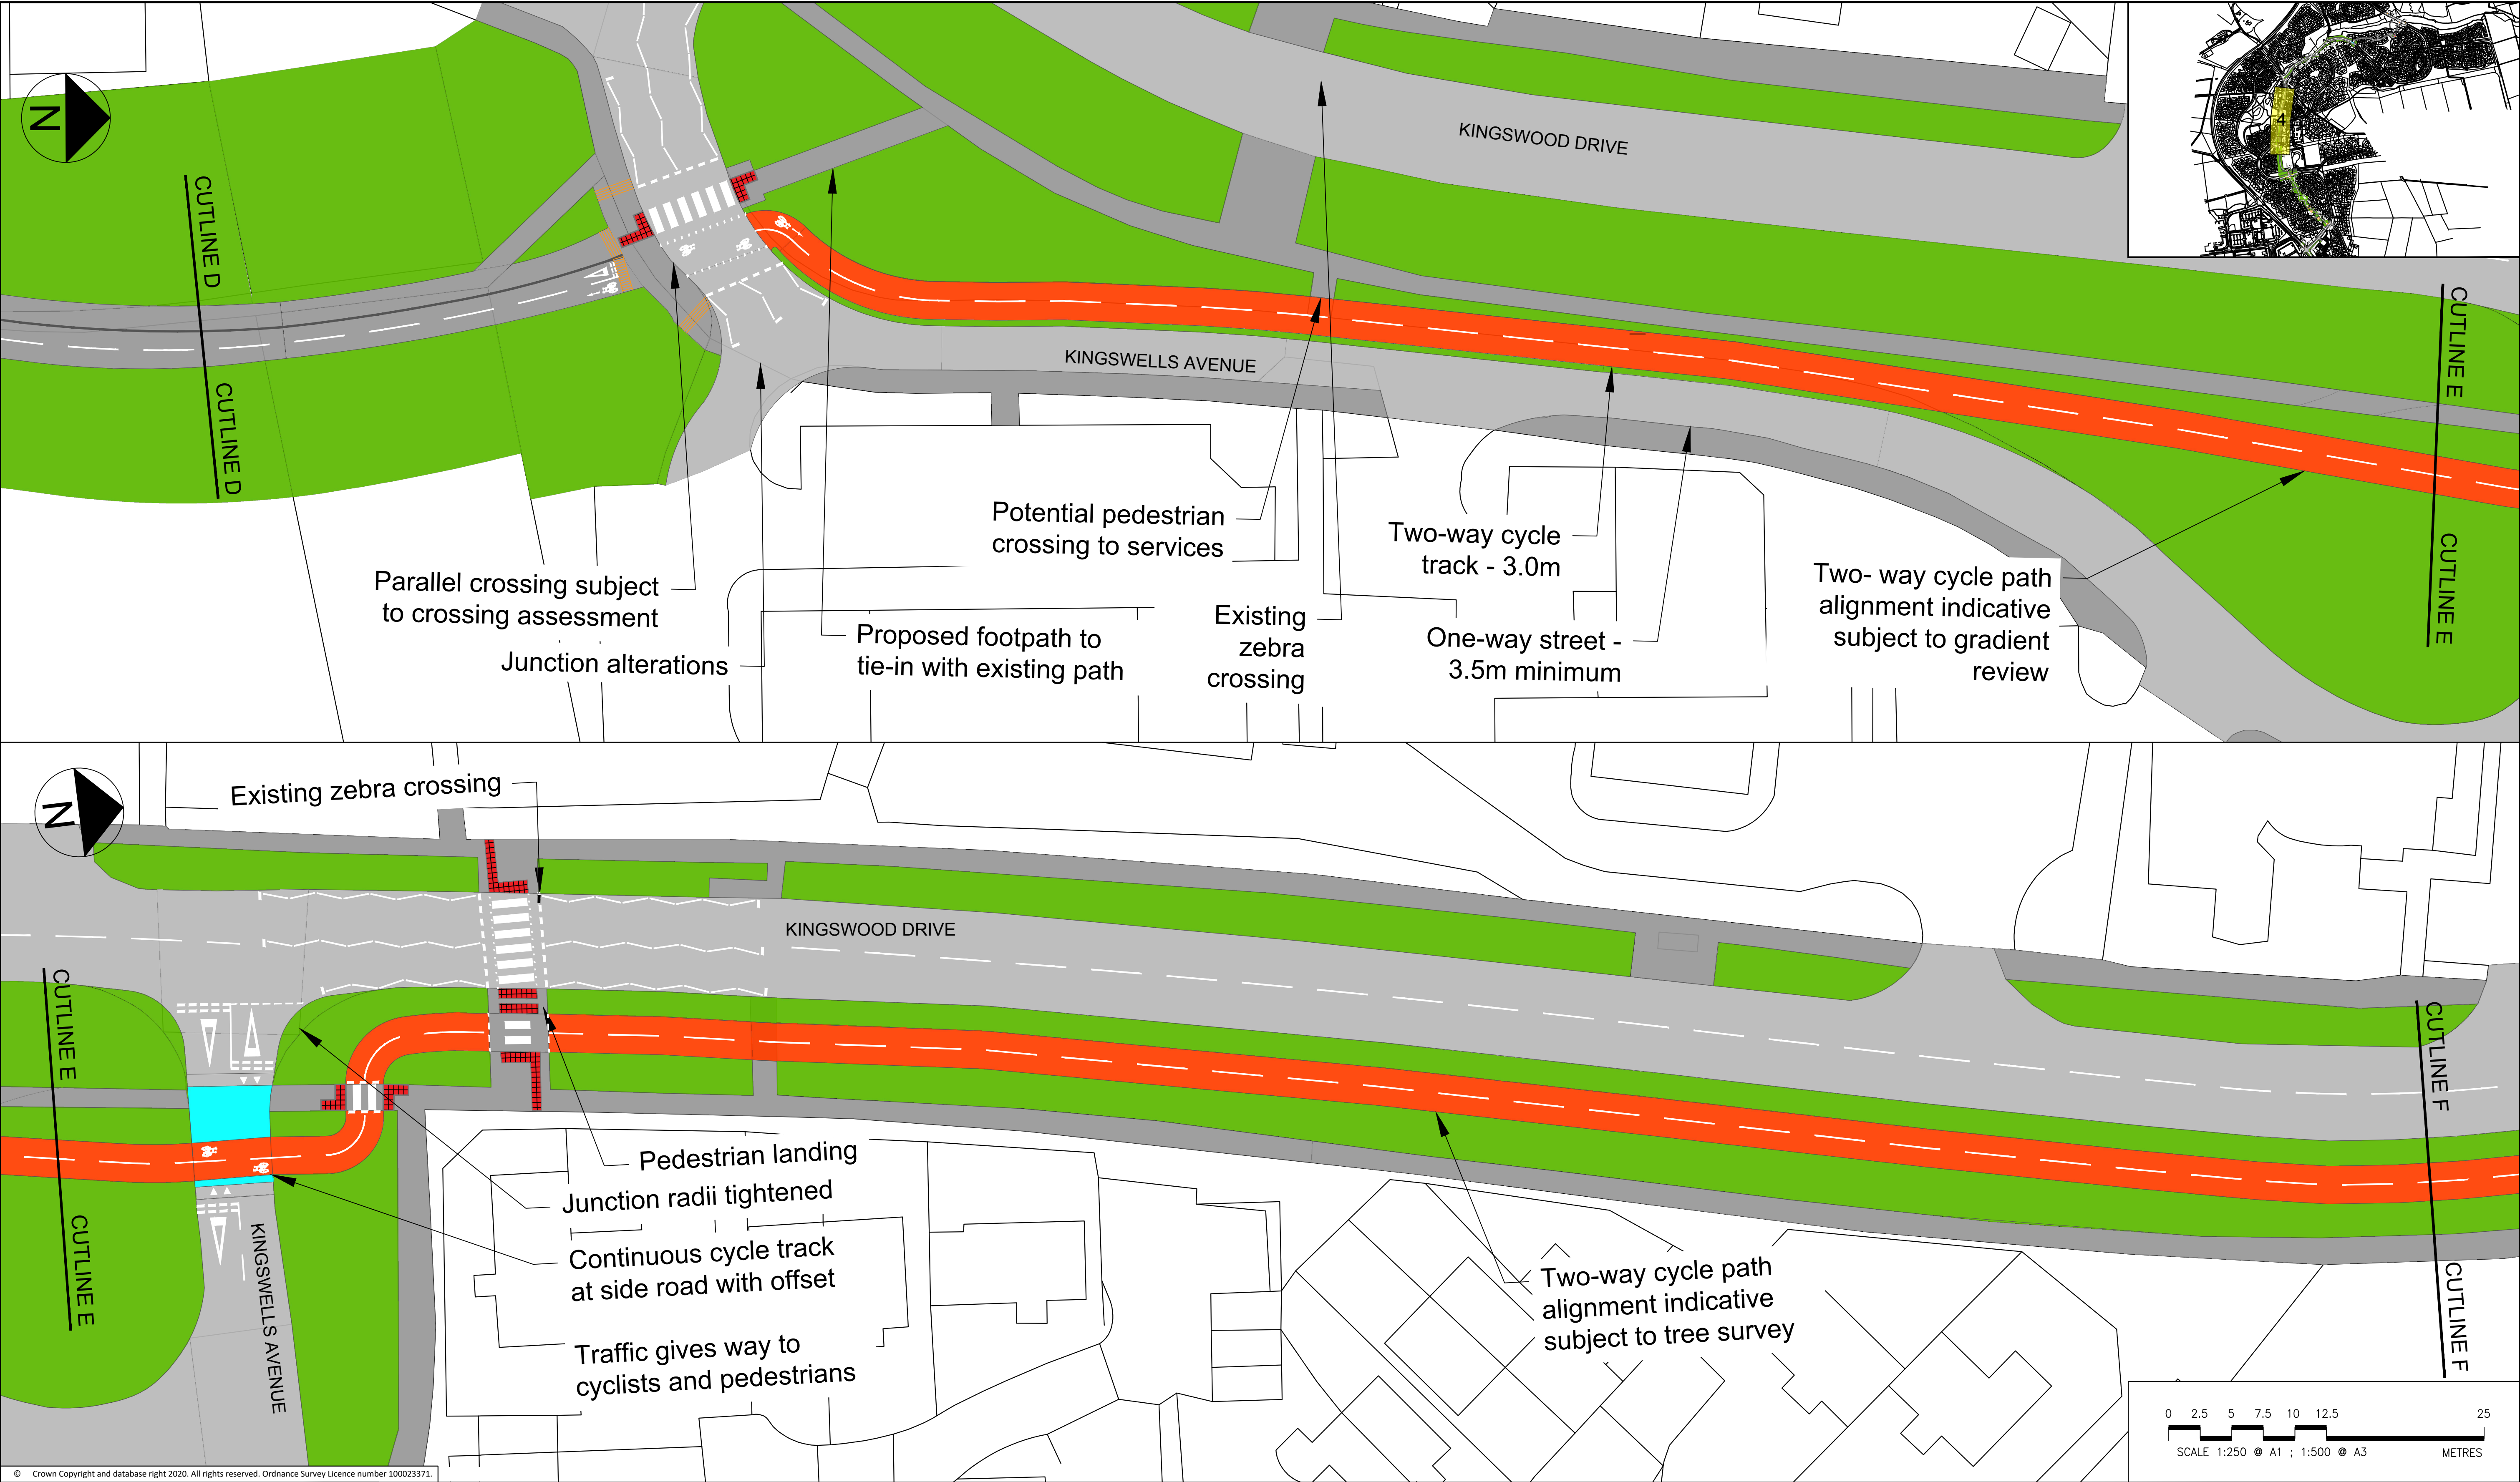 N
CUTLINE D
CUTLINE D
KINGSWOOD DRIVE
KINGSWELLS AVENUE
4
CUTLINE E
CUTLINE E
Potential pedestrian
crossing to services
Two-way cycle
track - 3.0m
Parallel crossing subject
to crossing assessment
Junction alterations
Proposed footpath to
tie-in with existing path
Existing
zebra
crossing
One-way street -
3.5m minimum
Two- way cycle path
alignment indicative
subject to gradient
review
N
Existing zebra crossing
KINGSWOOD DRIVE
CUTLINE E
CUTLINE E
KINGSWELLS AVENUE
Pedestrian landing
Junction radii tightened
Continuous cycle track
at side road with offset
Traffic gives way to
cyclists and pedestrians
Two-way cycle path
alignment indicative
subject to tree survey
CUTLINE F
CUTLINE F
0 2.5 5 7.5 10 12.5 25
SCALE 1:250 @ A1 ; 1:500 @ A3 METRES
© Crown Copyright and database right 2020. All rights reserved. Ordnance Survey Licence number 100023371.